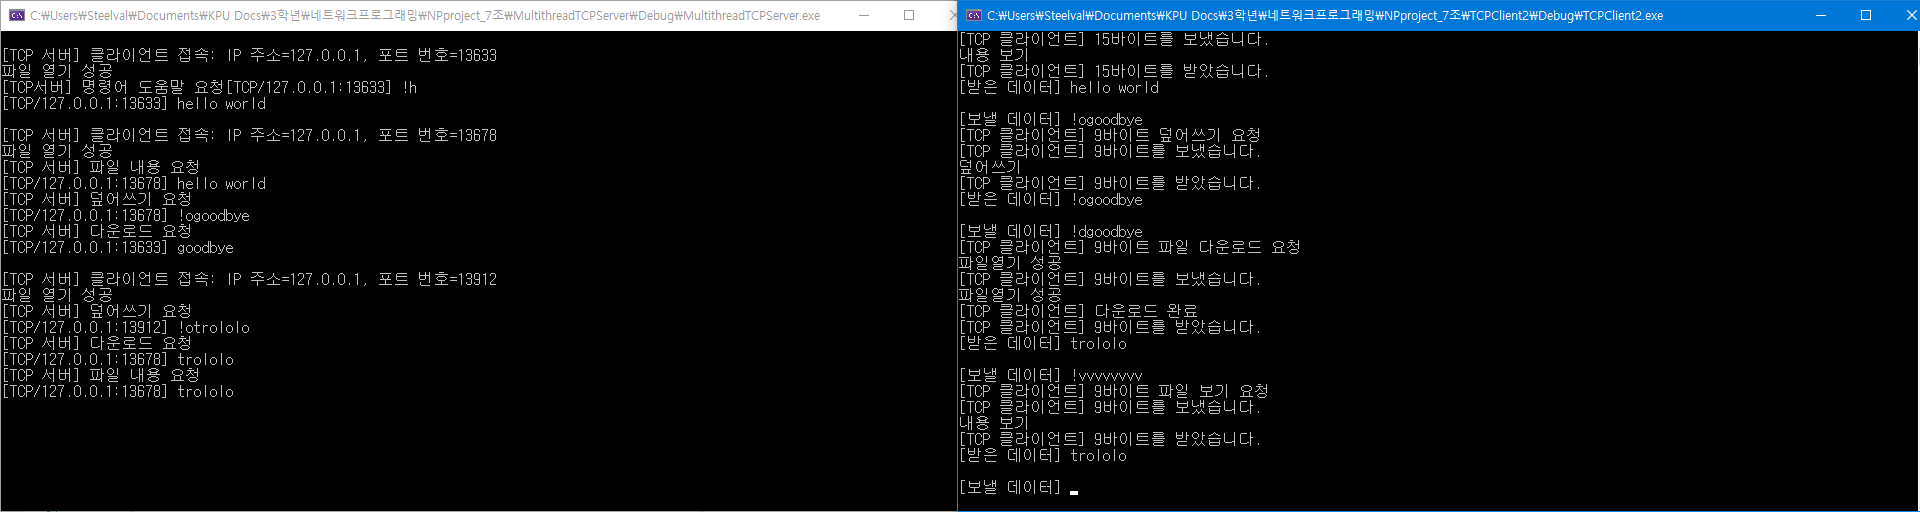 C:₩Users₩Steelval₩Documents₩KPU Docs₩3학년₩네트워크프로그래밍₩NPproject_7조₩MultithreadTCPServer₩Debug₩MultithreadTCPServer.exe
[TCP 서버] 클라이언트 접속: IP 주소=127.0.0.1, 포트 번호=13633
파일 열기 성공
[TCP서버] 명령어 도움말 요청[TCP/127.0.0.1:13633] !h
[TCP/127.0.0.1:13633] hello world
[TCP 서버] 클라이언트 접속: IP 주소=127.0.0.1, 포트 번호=13678
파일 열기 성공
[TCP 서버] 파일 내용 요청
[TCP/127.0.0.1:13678] hello world
[TCP 서버] 덮어쓰기 요청
[TCP/127.0.0.1:13678] !ogoodbye
[TCP 서버] 다운로드 요청
[TCP/127.0.0.1:13633] goodbye
[TCP 서버] 클라이언트 접속: IP 주소=127.0.0.1, 포트 번호=13912
파일 열기 성공
[TCP 서버] 덮어쓰기 요청
[TCP/127.0.0.1:13912] !otrololo
[TCP 서버] 다운로드 요청
[TCP/127.0.0.1:13678] trololo
[TCP 서버] 파일 내용 요청
[TCP/127.0.0.1:13678] trololo
C:₩Users₩Steelval₩Documents₩KPU Docs₩3학년₩네트워크프로그래밍₩NPproject_7조₩TCPClient2₩Debug₩TCPClient2.exe
[TCP 클라이언트] 15바이트를 보냈습니다.
내용 보기
[TCP 클라이언트] 15바이트를 받았습니다.
[받은 데이터] hello world
[보낼 데이터] !ogoodbye
[TCP 클라이언트] 9바이트 덮어쓰기 요청
[TCP 클라이언트] 9바이트를 보냈습니다.
덮어쓰기
[TCP 클라이언트] 9바이트를 받았습니다.
[받은 데이터] !ogoodbye
[보낼 데이터] !dgoodbye
[TCP 클라이언트] 9바이트 파일 다운로드 요청
파일열기 성공
[TCP 클라이언트] 9바이트를 보냈습니다.
파일열기 성공
[TCP 클라이언트] 다운로드 완료
[TCP 클라이언트] 9바이트를 받았습니다.
[받은 데이터] trololo
[보낼 데이터] !vvvvvvvv
[TCP 클라이언트] 9바이트 파일 보기 요청
[TCP 클라이언트] 9바이트를 보냈습니다.
내용 보기
[TCP 클라이언트] 9바이트를 받았습니다.
[받은 데이터] trololo
[보낼 데이터]